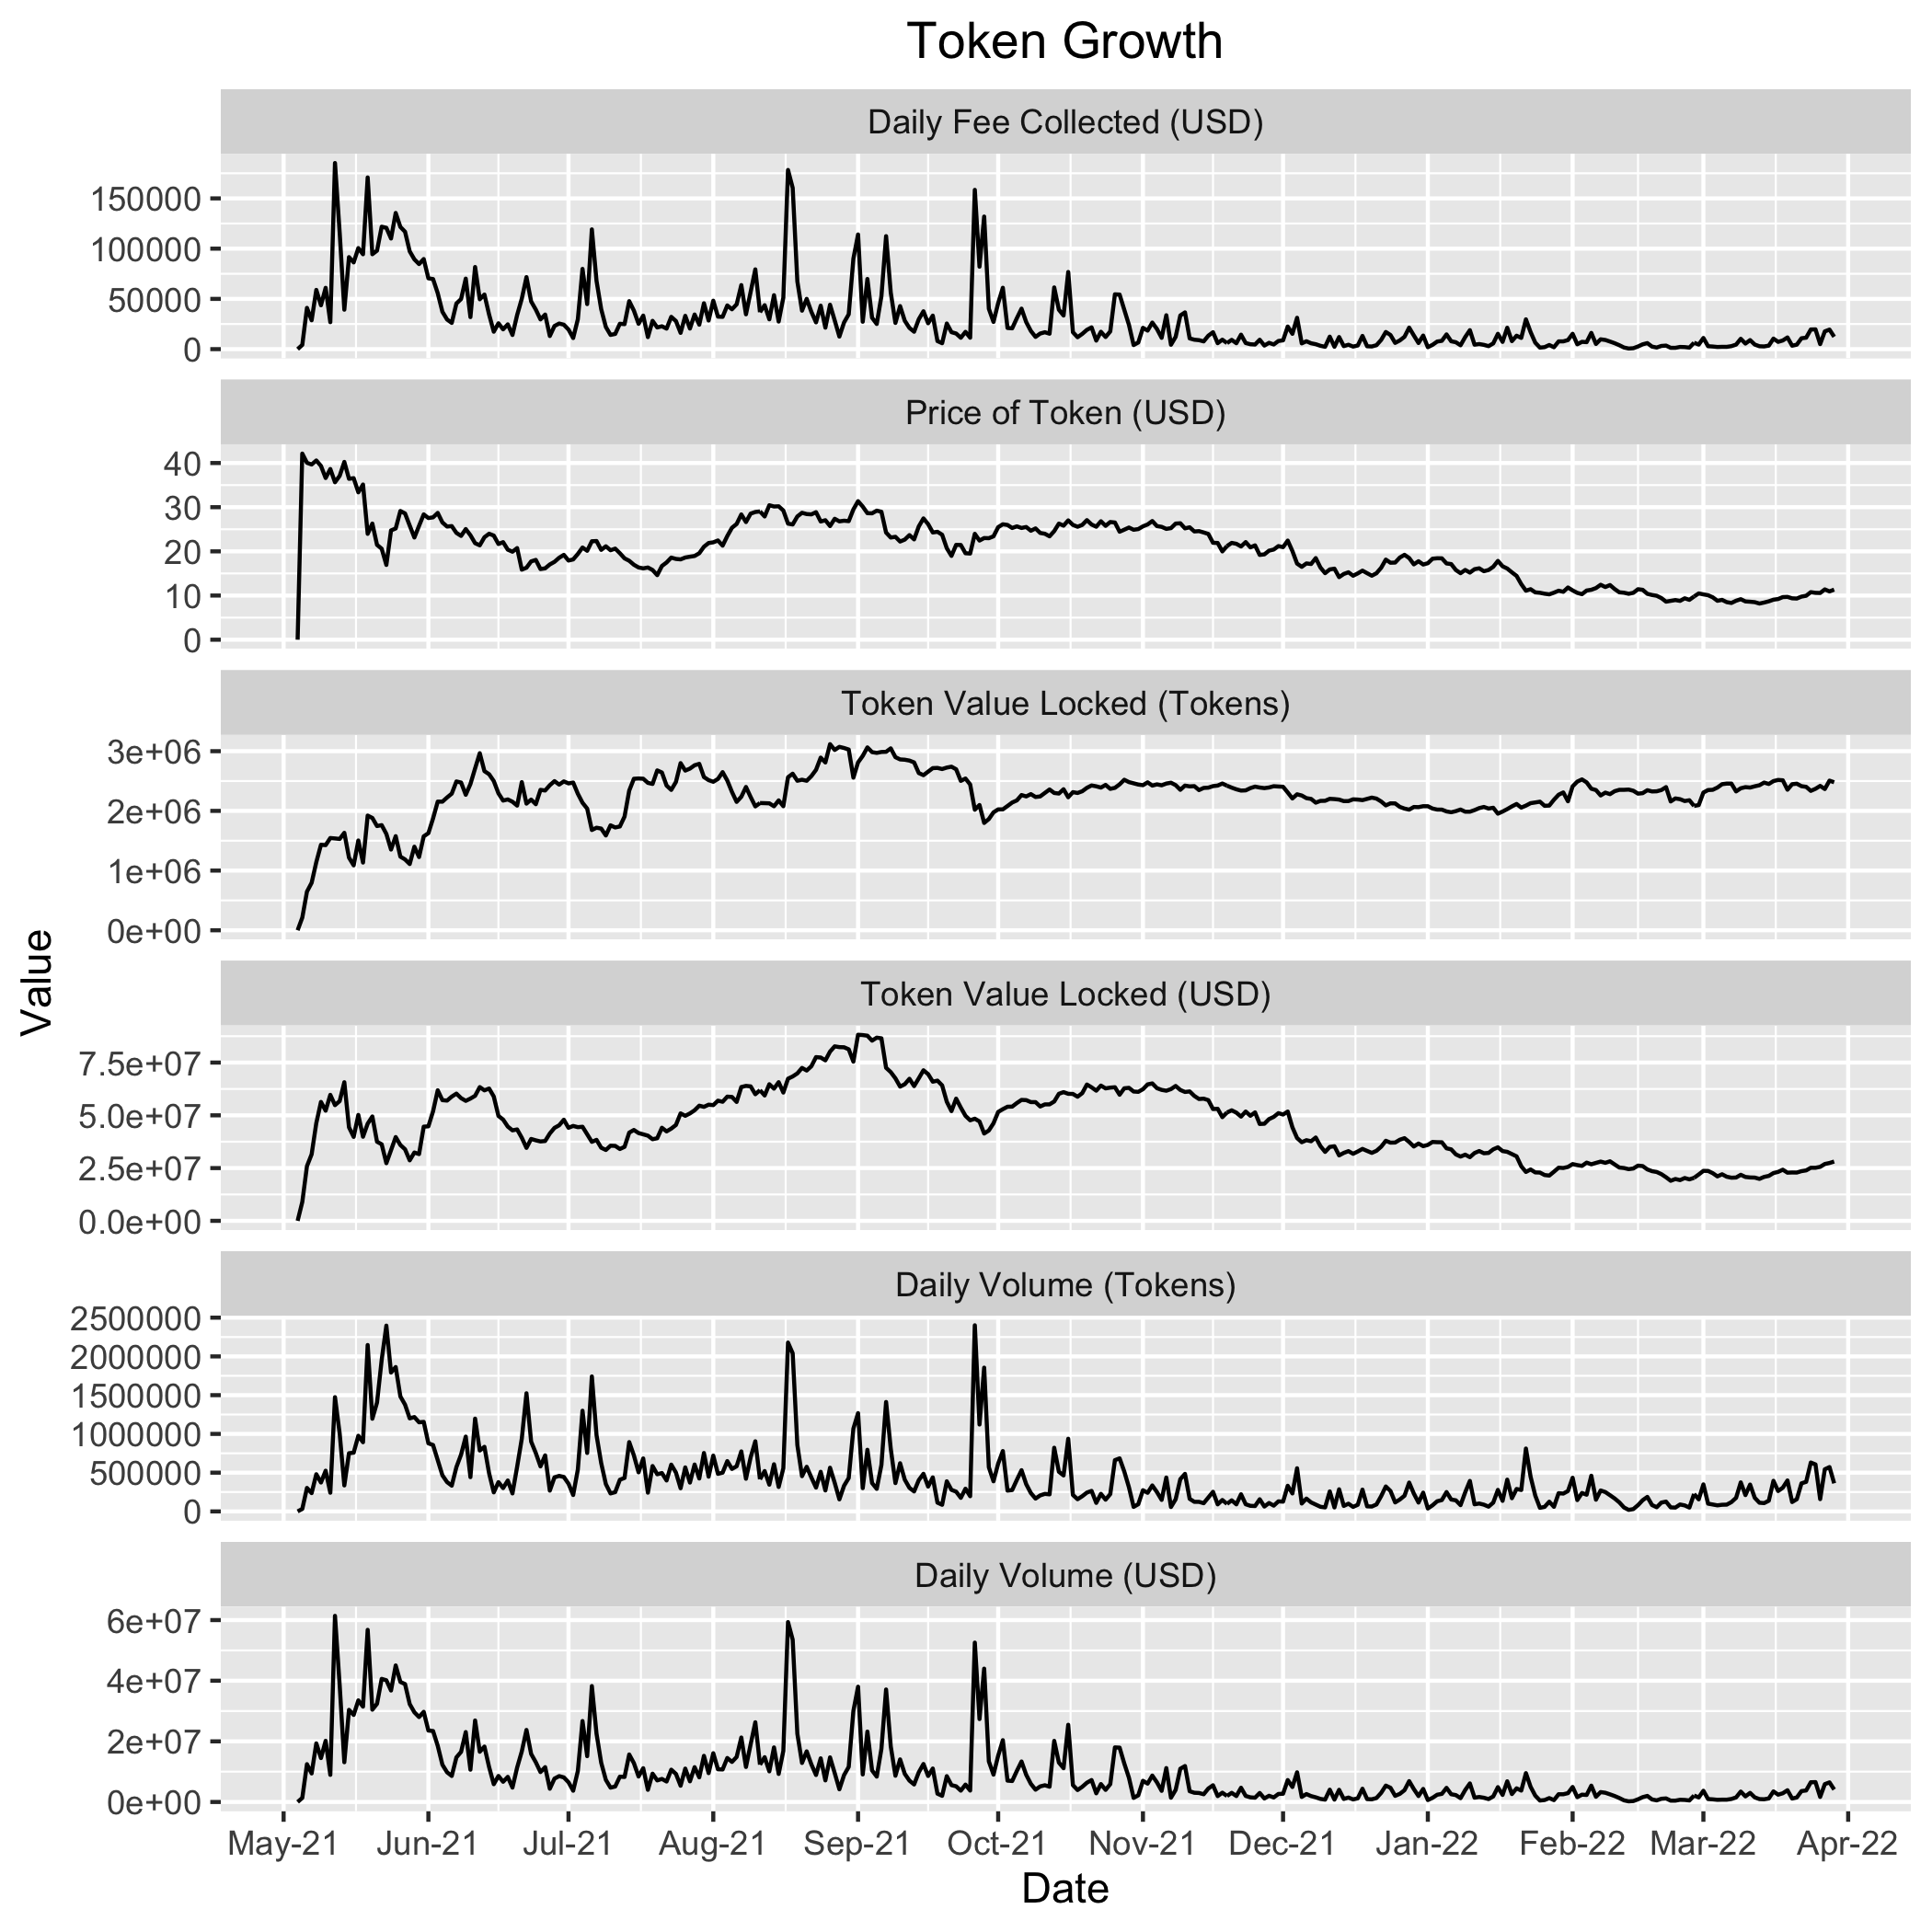 Token Growth
Daily Fee Collected (USD)
150000
100000
50000
0
Price of Token (USD)
40
30
20
10
0
Token Value Locked (Tokens)
3e+06
2e+06
1e+06
0e+00
Value
Token Value Locked (USD)
7.5e+07
5.0e+07
2.5e+07
0.0e+00
Daily Volume (Tokens)
2500000
2000000
1500000
1000000
500000
0
Daily Volume (USD)
6e+07
4e+07
2e+07
0e+00
May-21 Jun-21 Jul-21 Aug-21 Sep-21 Oct-21 Nov-21 Dec-21 Jan-22 Feb-22 Mar-22 Apr-22
Date